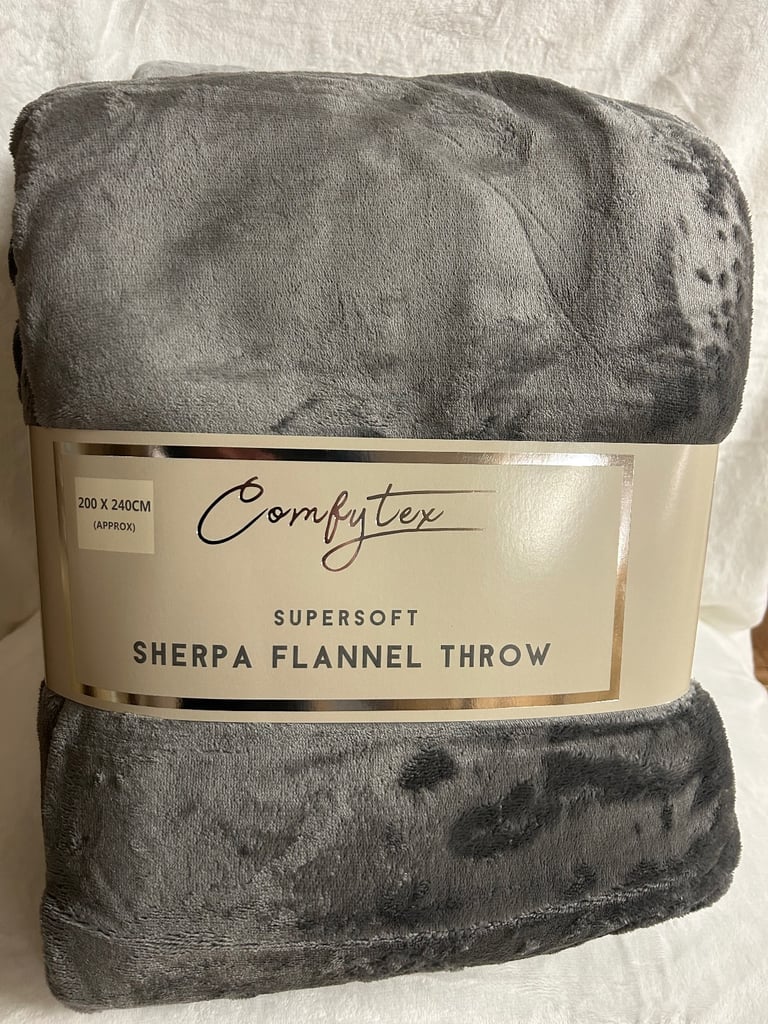 200 X 240CM
(APPROX)
Comfytex
SUPERSOFT
SHERPA FLANNEL THROW